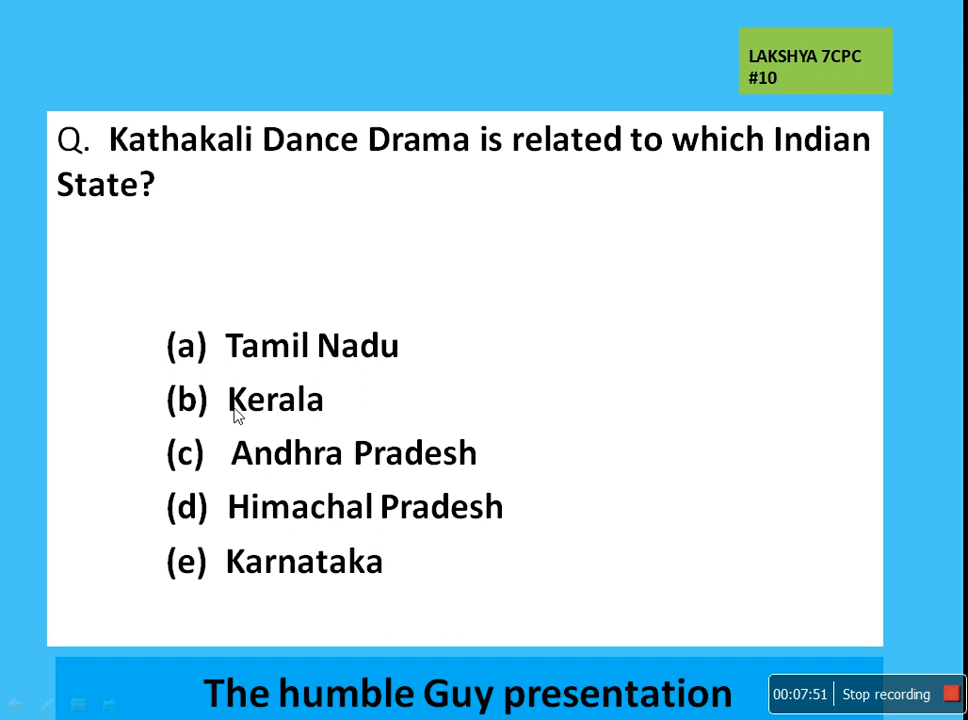 LAKSHYA 7CPC
#10
Q. Kathakali Dance Drama is related to which Indian
State?
(a) Tamil Nadu
(b) Kerala
(c) Andhra Pradesh
(d) Himachal Pradesh
(e) Karnataka
The humble Guy presentation
00:07:51 Stop recording